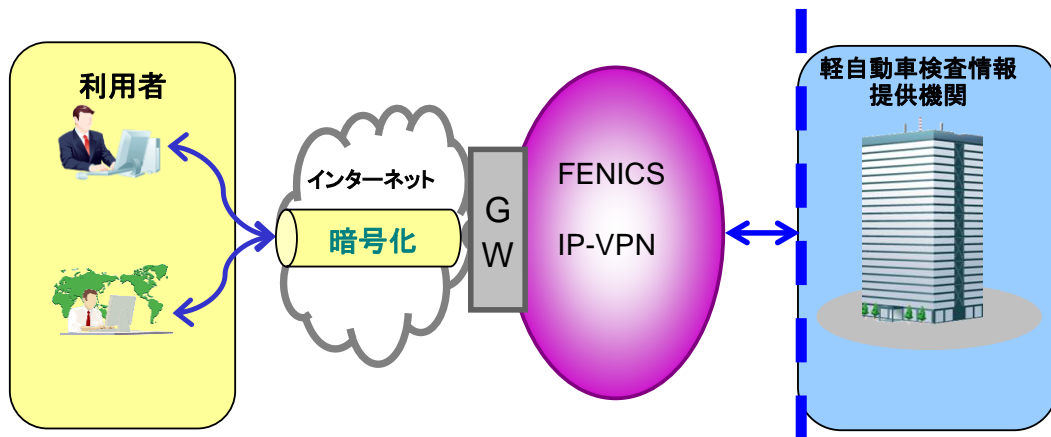 利用者
インターネット
暗号化
G
W
FENICS
IP-VPN
軽自動車検査情報
提供機関